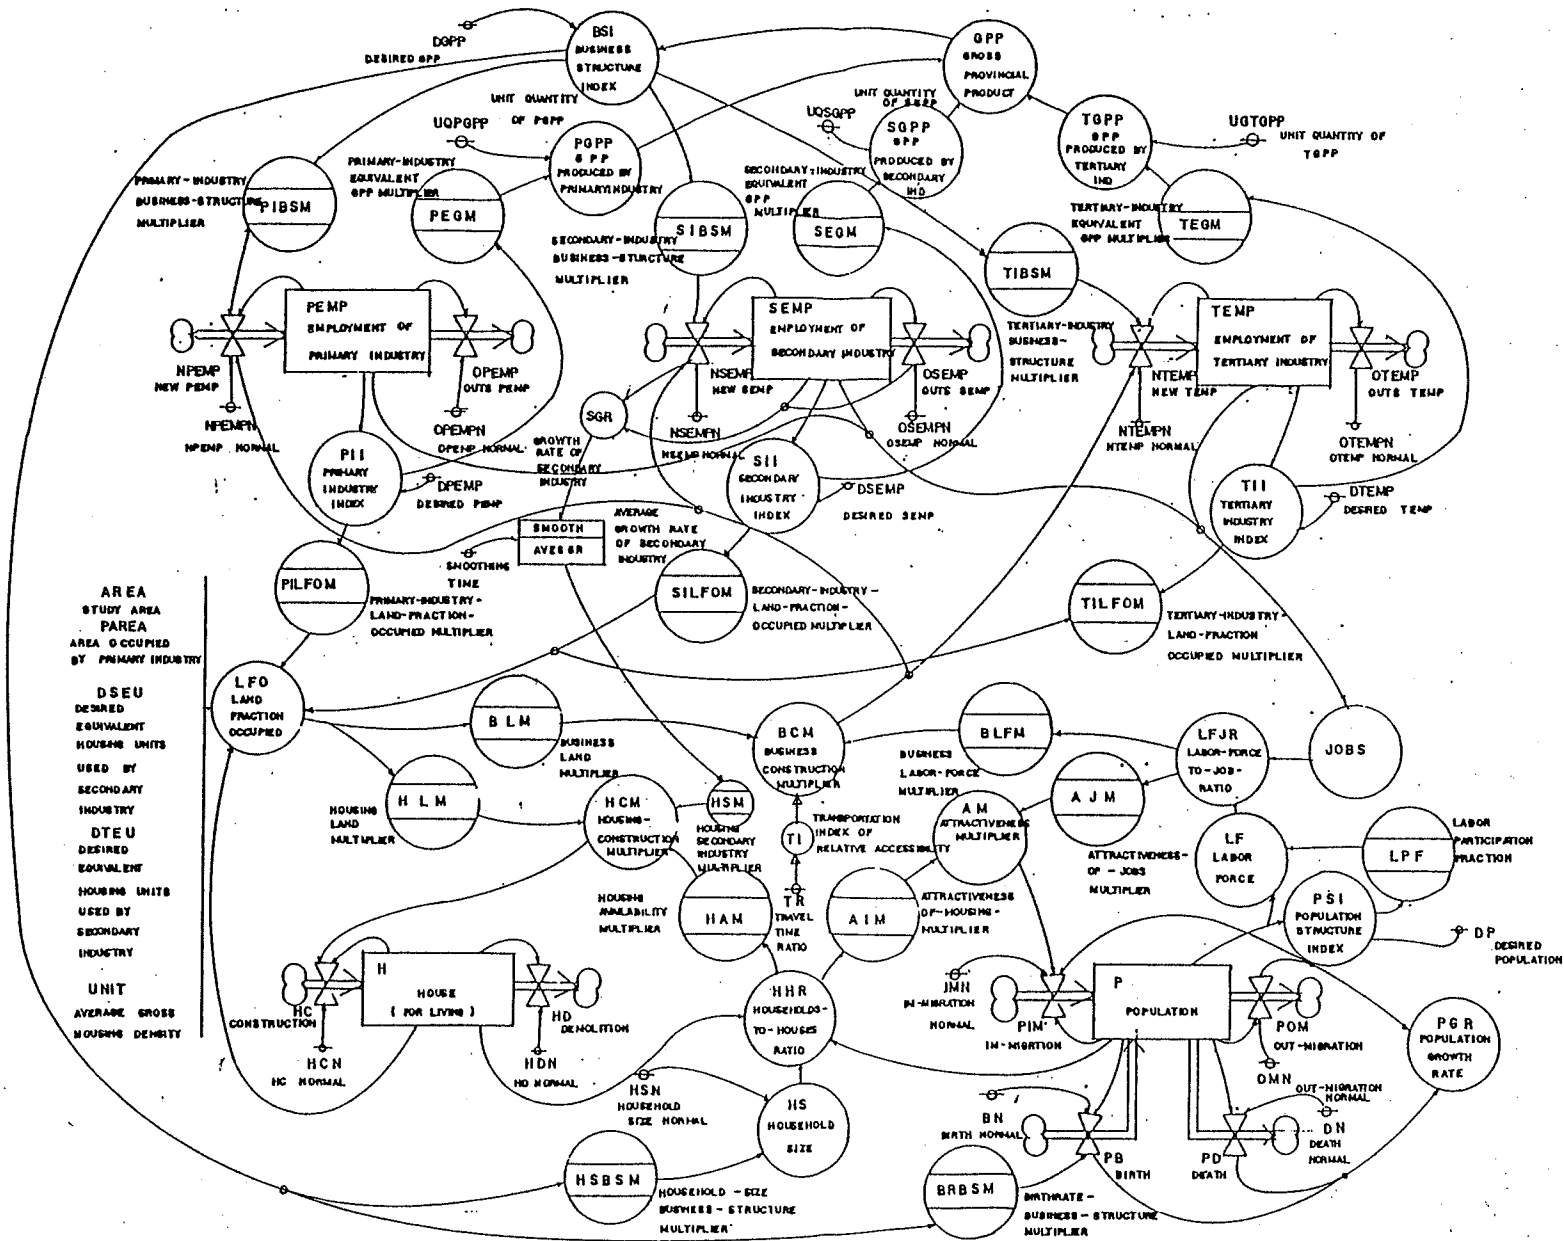 BSI
BUSINESS
STRUCTURE
INDEX
DGPP
DESIRED GPP
GPP
GROSS
PROVINCIAL
PRODUCT
UNIT QUANTITY
OF PGPP
UQPGPP
PGPP
GPP
PRODUCED BY
PRIMARY INDUSTRY
UNIT QUANTITY
OF SGPP
UQSGPP
SGPP
GPP
PRODUCED BY
SECONDARY
IND
TGPP
GPP
PRODUCED BY
TERTIARY
IND
UGTGPP
UNIT QUANTITY OF
TGPP
PRIMARY-INDUSTRY
BUSINESS-STRUCTURE
MULTIPLIER
PIBSM
PRIMARY-INDUSTRY
EQUIVALENT
GPP MULTIPLIER
PEGM
SECONDARY-INDUSTRY
BUSINESS-STURCTURE
MULTIPLIER
SIBSM
SECONDARY-INDUSTRY
EQUIVALENT
GPP
MULTIPLIER
SEGM
TIBSM
TERTIARY-INDUSTRY
EQUIVALENT
GPP MULTIPLIER
TEGM
PEMP
EMPLOYMENT OF
PRIMARY INDUSTRY
SEMP
EMPLOYMENT OF
SECONDARY INDUSTRY
TERTIARY-INDUSTRY
BUSINESS-
STRUCTURE
MULTIPLIER
TEMP
EMPLOYMENT OF
TERTIARY INDUSTRY
NPEMP
NEW PEMP
OPEMP
OUTS PEMP
NSEMP
NEW SEMP
OSEMP
OUTS SEMP
NTEMP
NEW TEMP
OTEMP
OUTS TEMP
NPEMPN
NPEMP NORMAL
OPEMPN
OPEMP NORMAL
SGR
GROWTH
RATE OF
SECONDARY
INDUSTRY
NSEMPN
NSEMP NORMAL
OSEMPN
OSEMP NORMAL
NTEMPN
NTEMP NORMAL
OTEMPN
OTEMP NORMAL
PII
PRIMARY
INDUSTRY
INDEX
DPEMP
DESIRED PEMP
SII
SECONDARY
INDUSTRY
INDEX
DSEMP
DESIRED SEMP
TII
TERTIARY
INDUSTRY
INDEX
DTEMP
DESIRED TEMP
SMOOTH
AVESGR
AVERAGE
GROWTH RATE
OF SECONDARY
INDUSTRY
SMOOTHING
TIME
PILFOM
PRIMARY-INDUSTRY-
LAND-FRACTION-
OCCUPIED MULTIPLIER
SILFOM
SECONDARY-INDUSTRY-
LAND-FRACTION-
OCCUPIED MULTIPLIER
TILFOM
TERTIARY-INDUSTRY-
LAND-FRACTION
OCCUPIED MULTIPLIER
AREA
STUDY AREA
PAREA
AREA OCCUPIED
BY PRIMARY INDUSTRY
DSEU
DESIRED
EQUIVALENT
HOUSING UNITS
USED BY
SECONDARY
INDUSTRY
DTEU
DESIRED
EQUIVALENT
HOUSING UNITS
USED BY
SECONDARY
INDUSTRY
UNIT
AVERAGE GROSS
HOUSING DENSITY
LFO
LAND
FRACTION
OCCUPIED
BLM
BUSINESS
LAND
MULTIPLIER
BCM
BUSINESS
CONSTRUCTION
MULTIPLIER
BLFM
BUSINESS
LABOR-FORCE
MULTIPLIER
LFJR
LABOR-FORCE
TO-JOB-
RATIO
JOBS
HLM
HOUSING
LAND
MULTIPLIER
HCM
HOUSING-
CONSTRUCTION
MULTIPLIER
HSM
HOUSING
SECONDARY
INDUSTRY
MULTIPLIER
TI
TRANSPORTATION
INDEX OF
RELATIVE ACCESSIBILITY
AM
ATTRACTIVENESS
MULTIPLIER
AJM
ATTRACTIVENESS-
OF-JOBS
MULTIPLIER
LF
LABOR
FORCE
LPF
LABOR
PARTICIPATION
FRACTION
HOUSING
AVAILABILITY
MULTIPLIER
HAM
TR
TRAVEL
TIME
RATIO
AIM
ATTRACTIVENESS
OF-HOUSING-
MULTIPLIER
PSI
POPULATION
STRUCTURE
INDEX
DP
DESIRED
POPULATION
H
HOUSE
(FOR LIVING)
HC
CONSTRUCTION
HD
DEMOLITION
HCN
HC NORMAL
HDN
HD NORMAL
HHR
HOUSEHOLDS-
TO-HOUSES
RATIO
JMN
IN-MIGRATION
NORMAL
PIM
IN-MIGRTION
P
POPULATION
POM
OUT-MIGRATION
OMN
OUT-MIGRATION
NORMAL
PGR
POPULATION
GROWTH
RATE
HSN
HOUSEHOLD
SIZE NORMAL
HS
HOUSEHOLD
SIZE
BN
BIRTH NORMAL
PB
BIRTH
PD
DEATH
DN
DEATH
NORMAL
HSBSM
HOUSEHOLD-SIZE
BUSNESS-STRUCTURE
MULTIPLIER
BRBSM
BIRTHRATE-
BUSINESS-STRUCTURE
MULTIPLIER